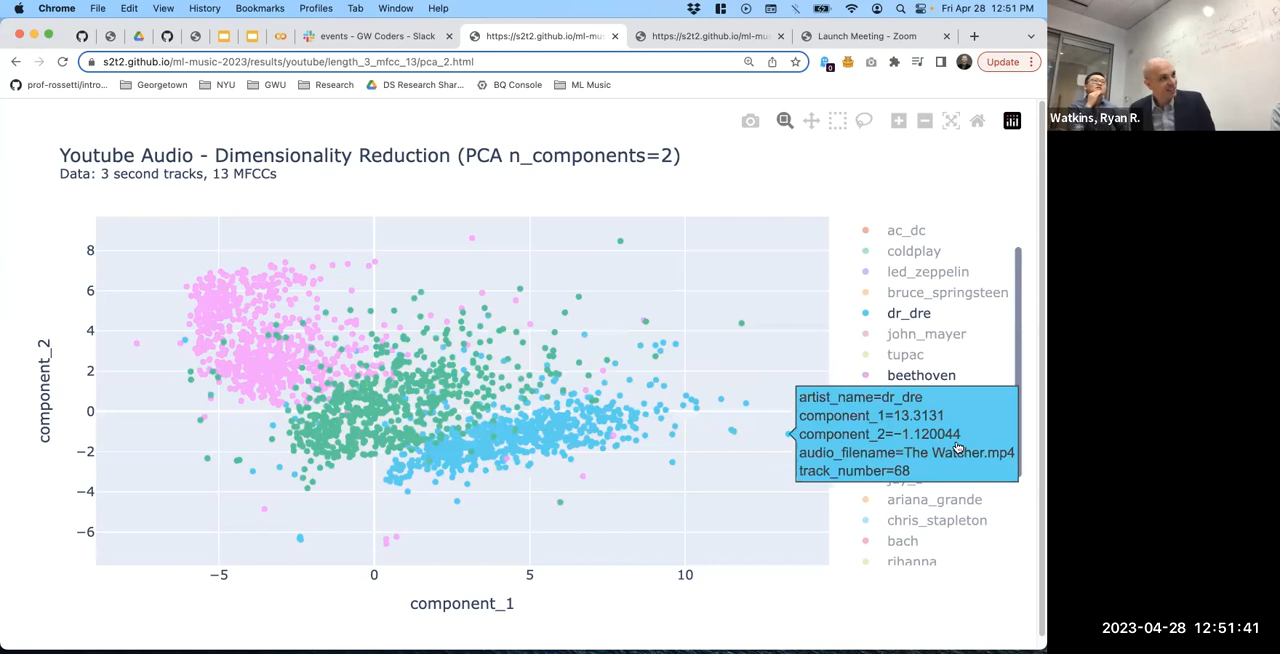 Chrome File Edit View History Bookmarks Profiles Tab Window Help Fri Apr 28 12:51 PM
events - GW Coders - Slack https://s2t2.github.io/ml-mu https://s2t2.github.io/ml-mu Launch Meeting - Zoom
s2t2.github.io/ml-music-2023/results/youtube/length_3_mfcc_13/pca_2.html 0 Update
prof-rossetti/intro... Georgetown NYU GWU Research DS Research Shar... BQ Console ML Music
Watkins, Ryan R.
Youtube Audio - Dimensionality Reduction (PCA n_components=2)
Data: 3 second tracks, 13 MFCCs
8
6
4
2
0
−2
−4
−6
component_2
−5 0 5 10
component_1
ac_dc
coldplay
led_zeppelin
bruce_springsteen
dr_dre
john_mayer
tupac
beethoven
artist_name=dr_dre
component_1=13.3131
component_2=−1.120044
audio_filename=The Watcher.mp4
track_number=68
ariana_grande
chris_stapleton
bach
rihanna
2023-04-28 12:51:41